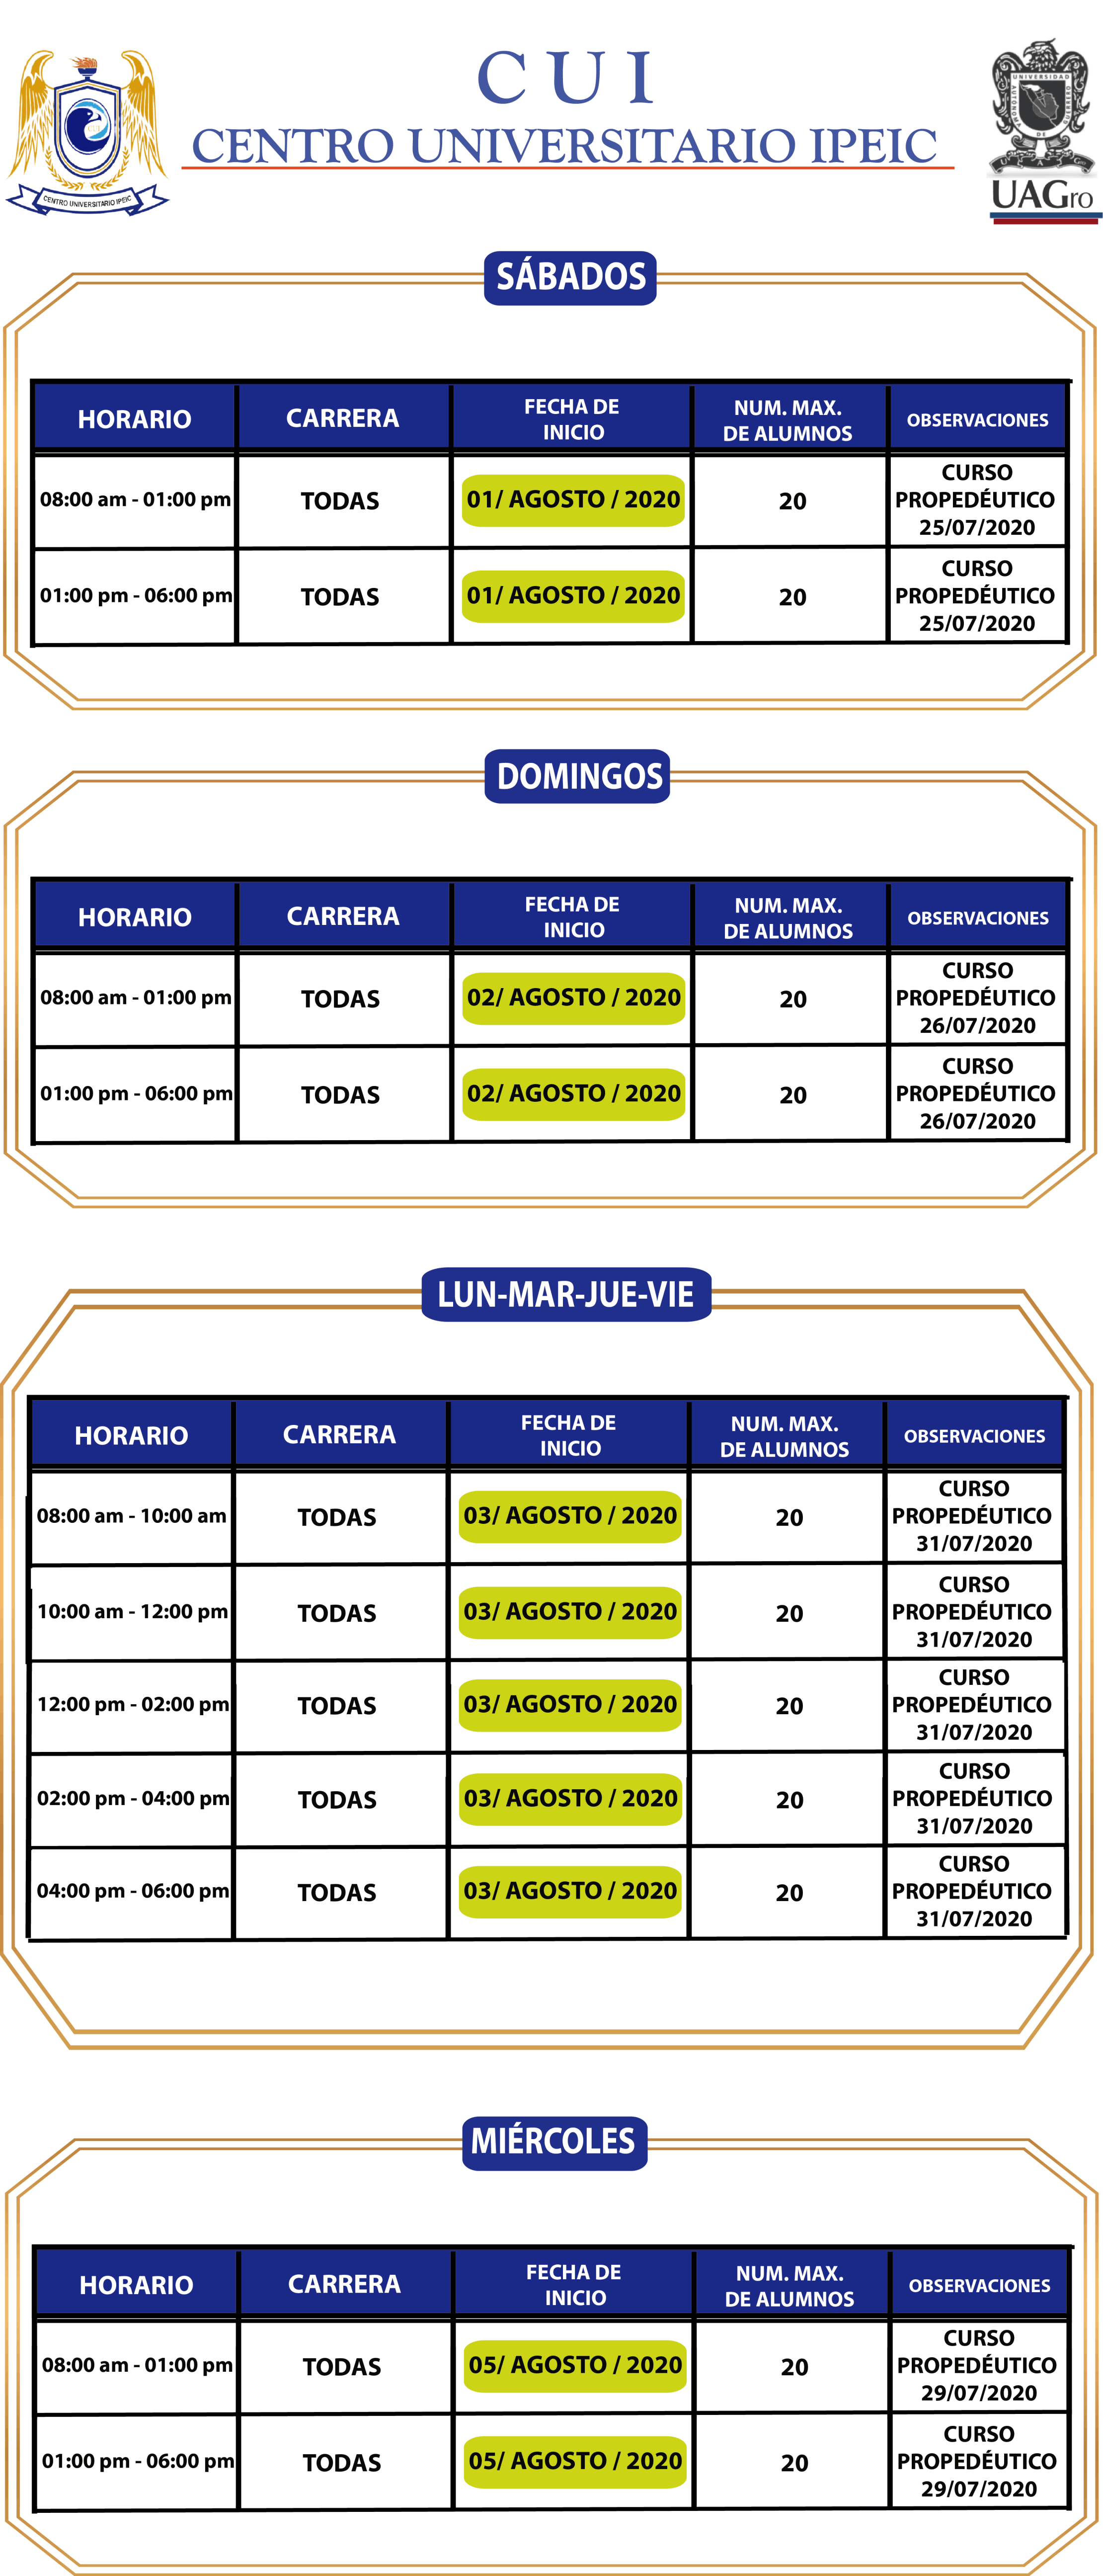 C U I
CENTRO UNIVERSITARIO IPEIC
CENTRO UNIVERSITARIO IPEIC
UNIVERSIDAD
AUTONOMA
DE
GUERRERO
UAGro
SÁBADOS
HORARIO CARRERA FECHA DE INICIO NUM. MAX. DE ALUMNOS OBSERVACIONES
08:00 am - 01:00 pm TODAS 01/ AGOSTO / 2020 20 CURSO PROPEDÉUTICO 25/07/2020
01:00 pm - 06:00 pm TODAS 01/ AGOSTO / 2020 20 CURSO PROPEDÉUTICO 25/07/2020
DOMINGOS
HORARIO CARRERA FECHA DE INICIO NUM. MAX. DE ALUMNOS OBSERVACIONES
08:00 am - 01:00 pm TODAS 02/ AGOSTO / 2020 20 CURSO PROPEDÉUTICO 26/07/2020
01:00 pm - 06:00 pm TODAS 02/ AGOSTO / 2020 20 CURSO PROPEDÉUTICO 26/07/2020
LUN-MAR-JUE-VIE
HORARIO CARRERA FECHA DE INICIO NUM. MAX. DE ALUMNOS OBSERVACIONES
08:00 am - 10:00 am TODAS 03/ AGOSTO / 2020 20 CURSO PROPEDÉUTICO 31/07/2020
10:00 am - 12:00 pm TODAS 03/ AGOSTO / 2020 20 CURSO PROPEDÉUTICO 31/07/2020
12:00 pm - 02:00 pm TODAS 03/ AGOSTO / 2020 20 CURSO PROPEDÉUTICO 31/07/2020
02:00 pm - 04:00 pm TODAS 03/ AGOSTO / 2020 20 CURSO PROPEDÉUTICO 31/07/2020
04:00 pm - 06:00 pm TODAS 03/ AGOSTO / 2020 20 CURSO PROPEDÉUTICO 31/07/2020
MIÉRCOLES
HORARIO CARRERA FECHA DE INICIO NUM. MAX. DE ALUMNOS OBSERVACIONES
08:00 am - 01:00 pm TODAS 05/ AGOSTO / 2020 20 CURSO PROPEDÉUTICO 29/07/2020
01:00 pm - 06:00 pm TODAS 05/ AGOSTO / 2020 20 CURSO PROPEDÉUTICO 29/07/2020